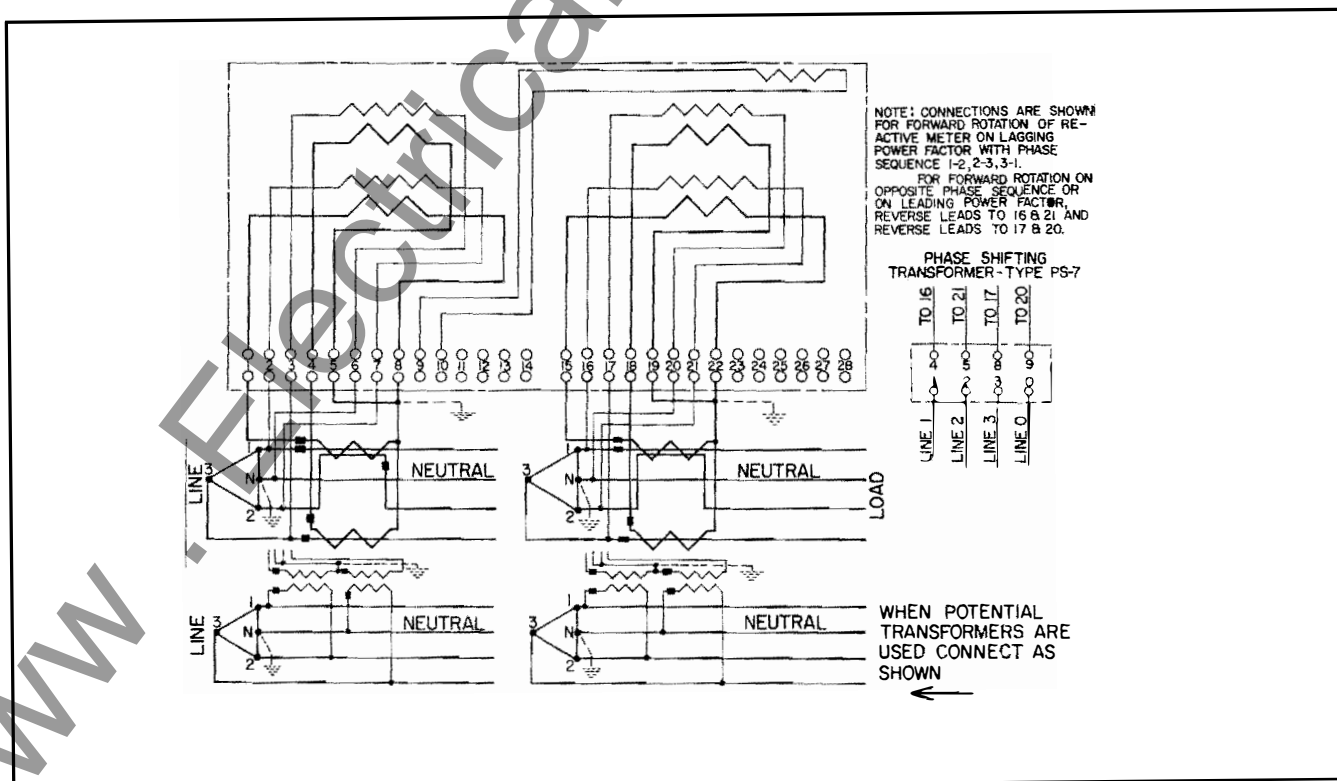 www . Electrical
NOTE: CONNECTIONS ARE SHOWN
FOR FORWARD ROTATION OF RE-
ACTIVE METER ON LAGGING
POWER FACTOR WITH PHASE
SEQUENCE 1-2, 2-3, 3-1.
FOR FORWARD ROTATION ON
OPPOSITE PHASE SEQUENCE OR
ON LEADING POWER FACTOR,
REVERSE LEADS TO 16 & 21 AND
REVERSE LEADS TO 17 & 20.
PHASE SHIFTING
TRANSFORMER-TYPE PS-7
TO 16 TO 21 TO 17 TO 20
4 5 8 9
1 2 3 0
LINE 1 LINE 2 LINE 3 LINE 0
1 2 3 4 5 6 7 8 9 10 11 12 13 14
15 16 17 18 19 20 21 22 23 24 25 26 27 28
LINE
3
1
N
2
NEUTRAL
3
1
N
2
NEUTRAL
LOAD
LINE
3
1
N
2
NEUTRAL
3
1
N
2
NEUTRAL
WHEN POTENTIAL
TRANSFORMERS ARE
USED CONNECT AS
SHOWN